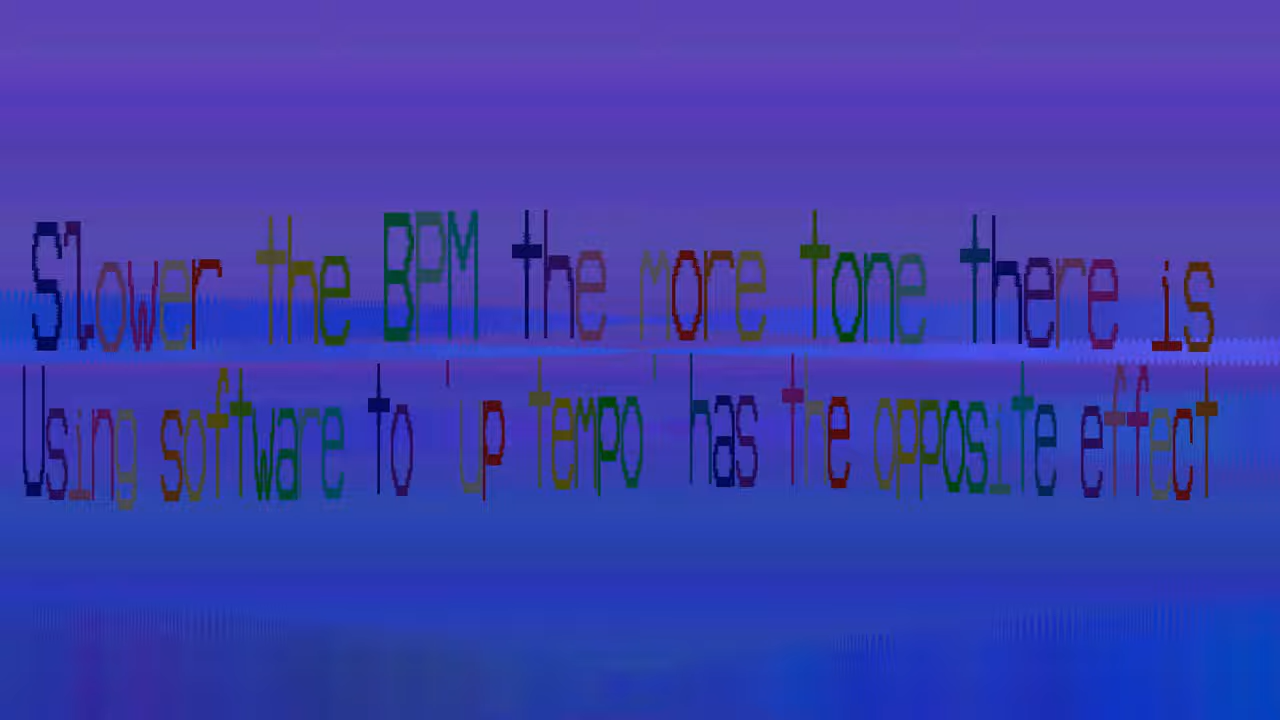 Slower the BPM the more tone there is
Using software to 'up tempo' has the opposite effect